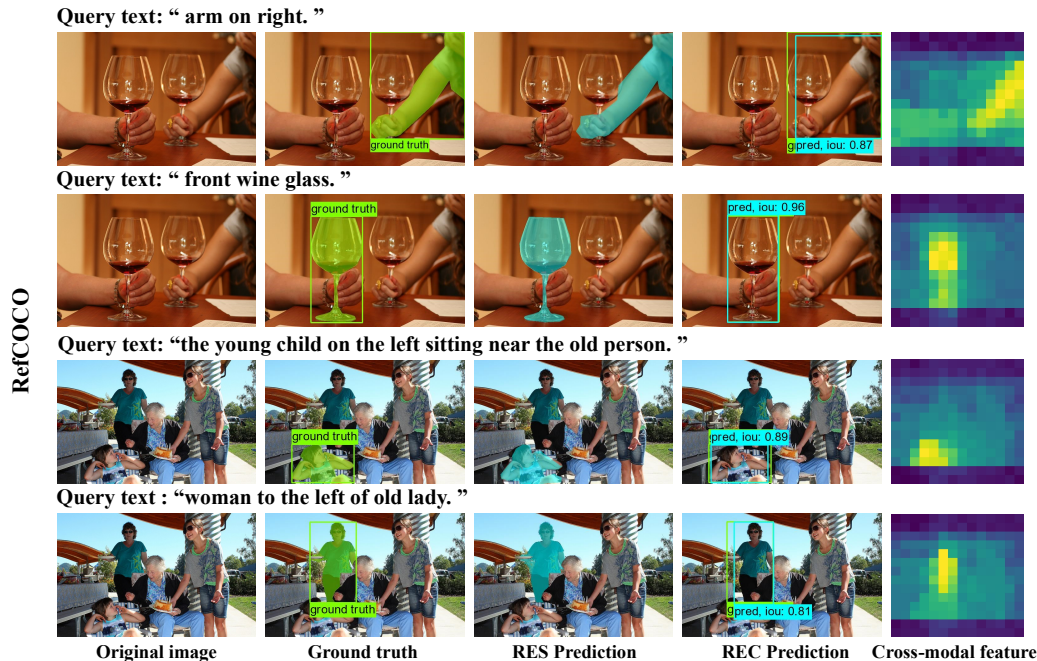 Query text: “ arm on right. ”
ground truth
g pred, iou: 0.87
Query text: “ front wine glass. ”
ground truth
pred, iou: 0.96
RefCOCO
Query text: “the young child on the left sitting near the old person. ”
ground truth
pred, iou: 0.89
Query text : “woman to the left of old lady. ”
ground truth
g pred, iou: 0.81
Original image
Ground truth
RES Prediction
REC Prediction
Cross-modal feature